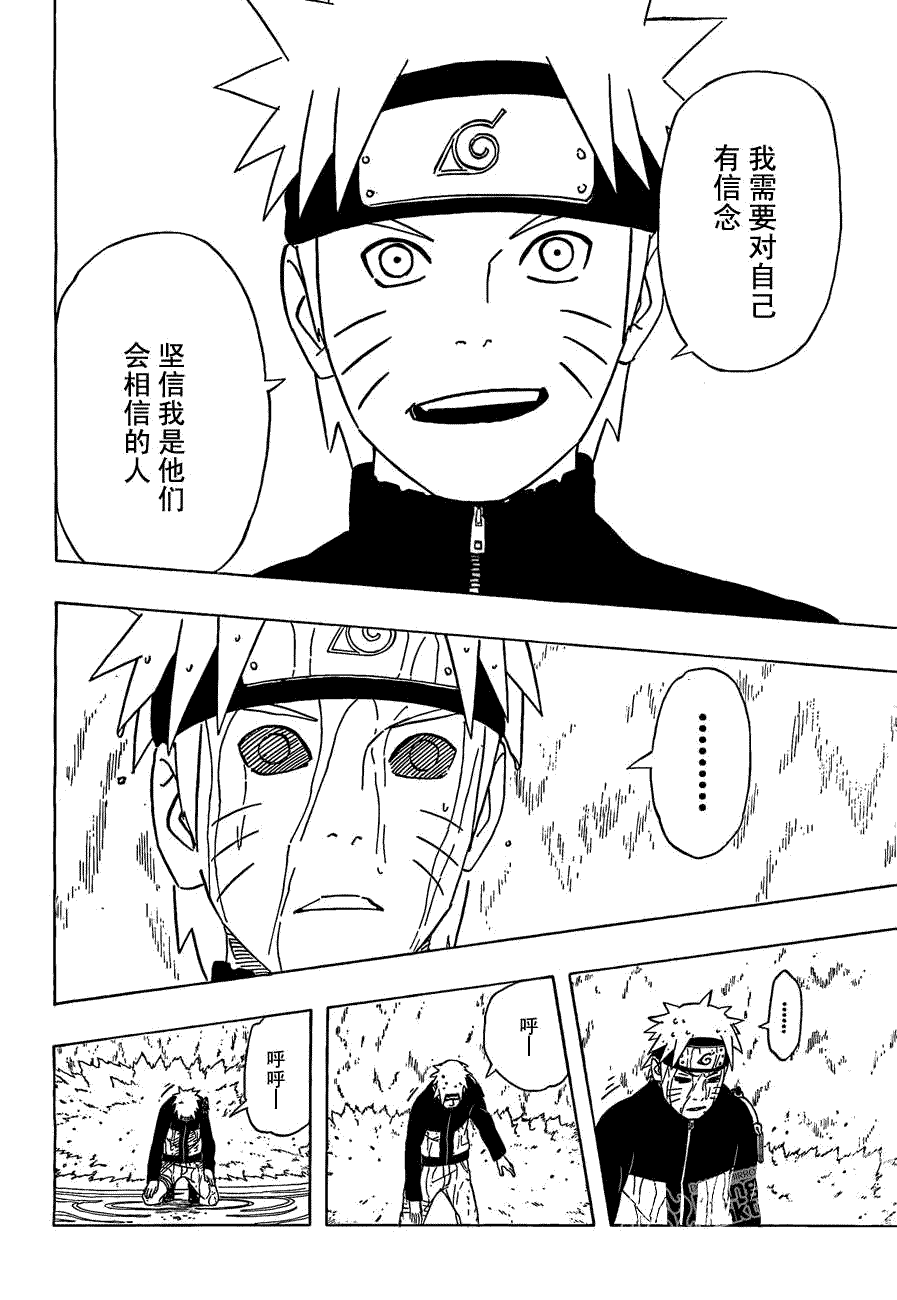 我需要对自己
有信念
坚信我是他们
会相信的人
………
……
呼—
呼呼—